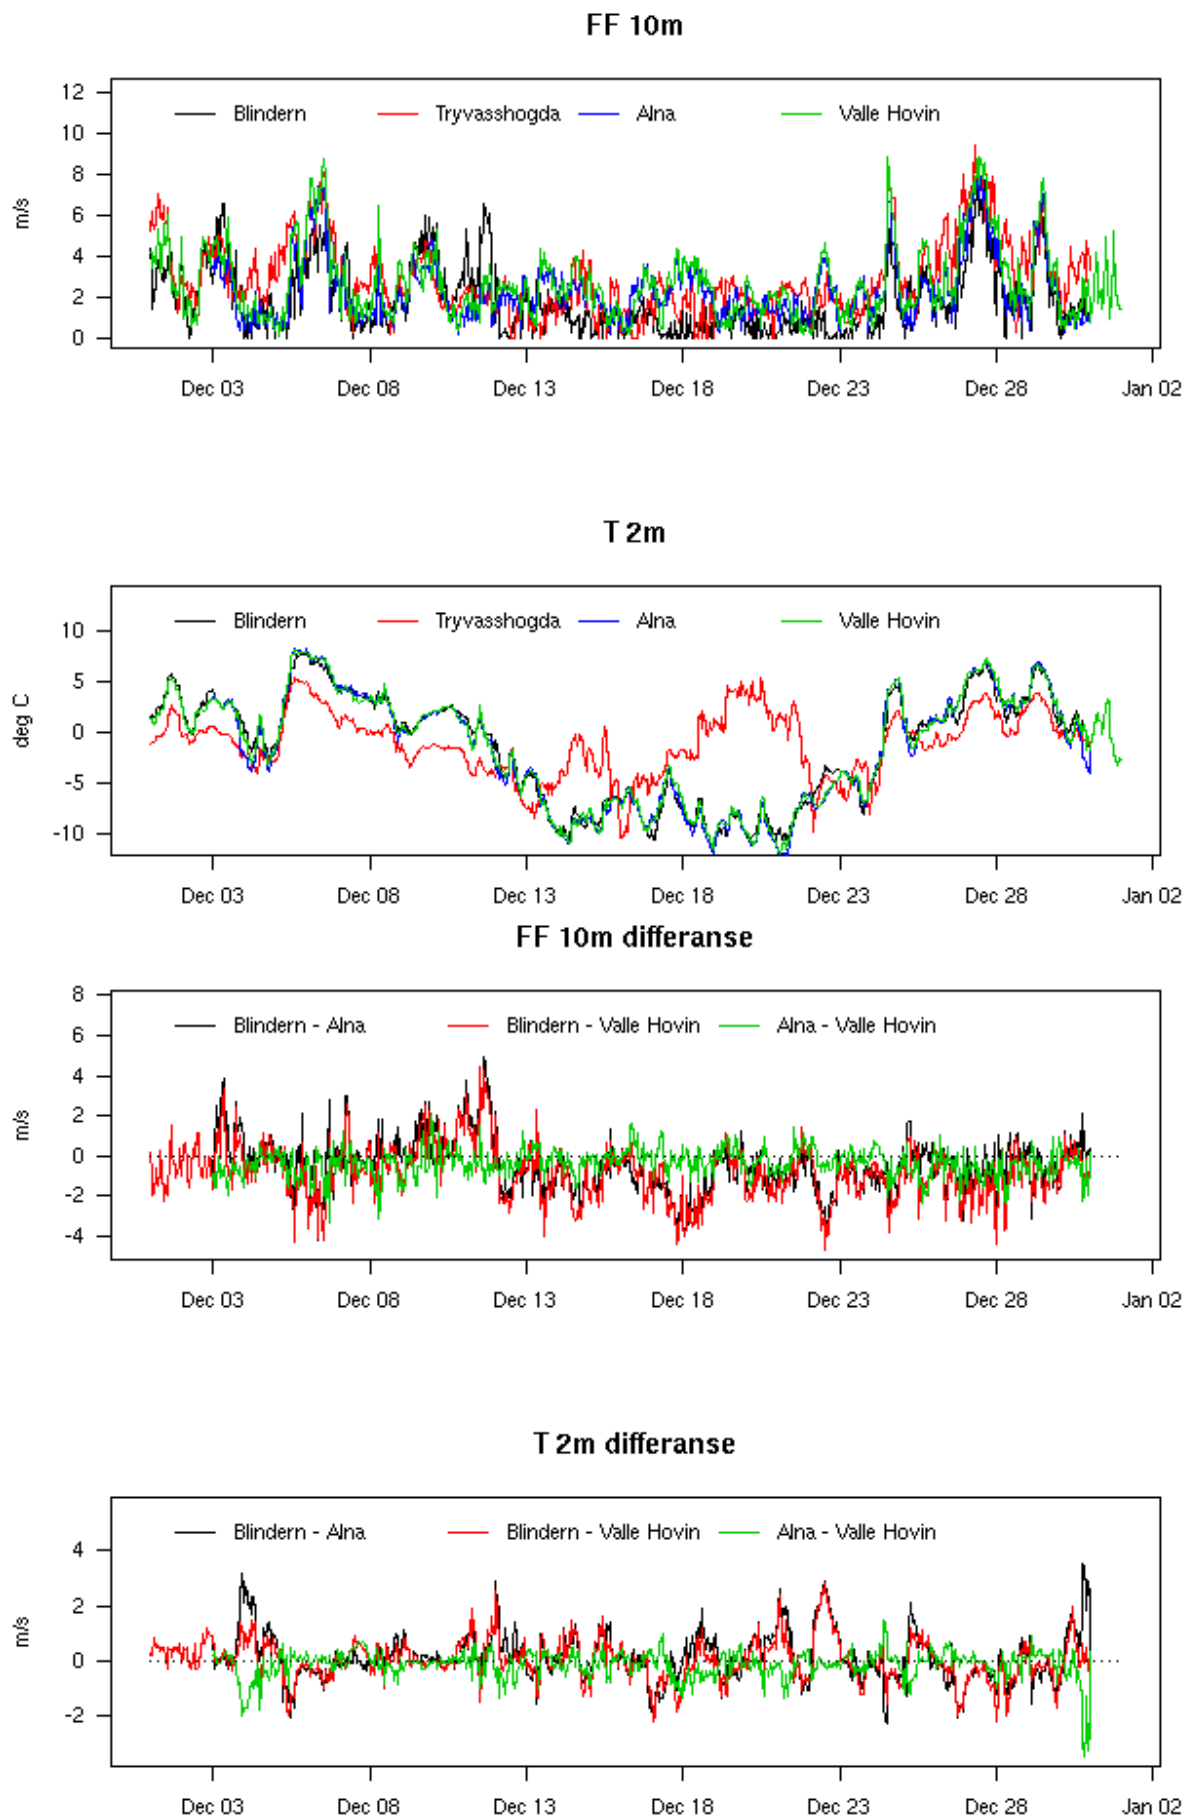 FF 10m
12
10
8
6
4
2
0
m/s
Blindern Tryvasshogda Alna Valle Hovin
Dec 03 Dec 08 Dec 13 Dec 18 Dec 23 Dec 28 Jan 02
T 2m
10
5
0
-5
-10
deg C
Blindern Tryvasshogda Alna Valle Hovin
Dec 03 Dec 08 Dec 13 Dec 18 Dec 23 Dec 28 Jan 02
FF 10m differanse
8
6
4
2
0
-2
-4
m/s
Blindern - Alna Blindern - Valle Hovin Alna - Valle Hovin
Dec 03 Dec 08 Dec 13 Dec 18 Dec 23 Dec 28 Jan 02
T 2m differanse
4
2
0
-2
m/s
Blindern - Alna Blindern - Valle Hovin Alna - Valle Hovin
Dec 03 Dec 08 Dec 13 Dec 18 Dec 23 Dec 28 Jan 02